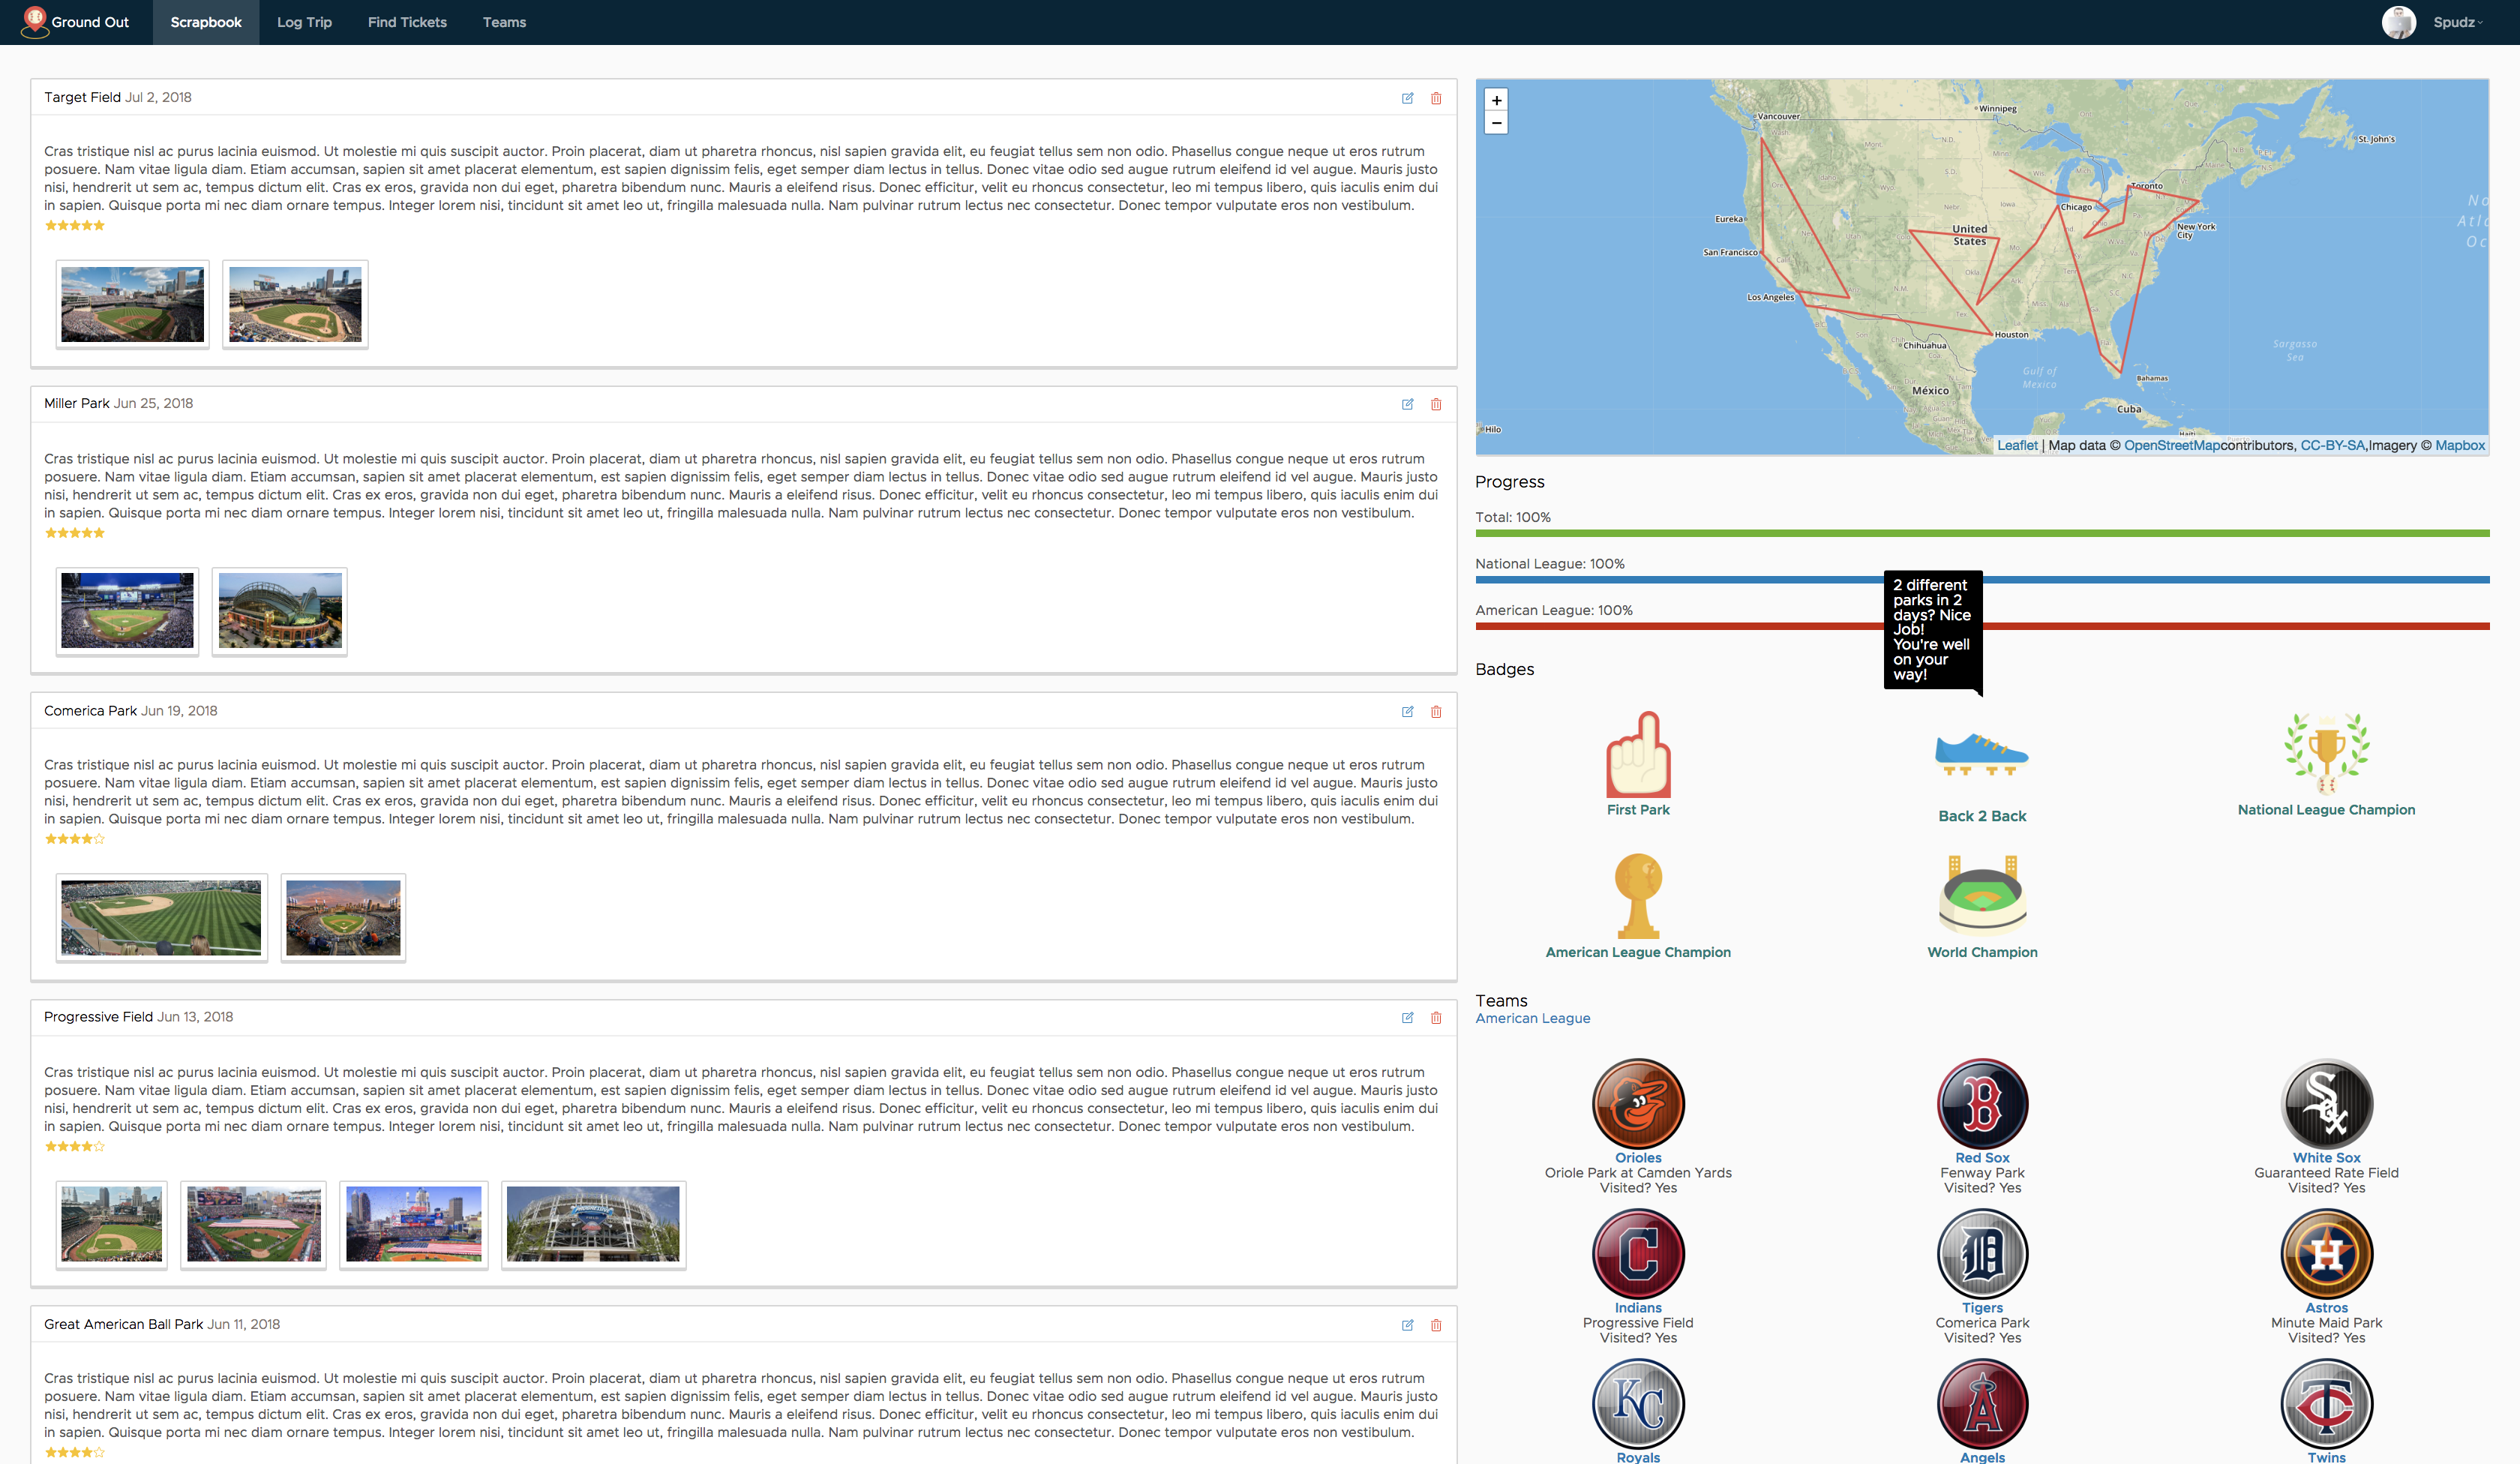 Ground Out
Scrapbook
Log Trip
Find Tickets
Teams
Spudz
Target Field Jul 2, 2018
Cras tristique nisl ac purus lacinia euismod. Ut molestie mi quis suscipit auctor. Proin placerat, diam ut pharetra rhoncus, nisl sapien gravida elit, eu feugiat tellus sem non odio. Phasellus congue neque ut eros rutrum
posuere. Nam vitae ligula diam. Etiam accumsan, sapien sit amet placerat elementum, est sapien dignissim felis, eget semper diam lectus in tellus. Donec vitae odio sed augue rutrum eleifend id vel augue. Mauris justo
nisi, hendrerit ut sem ac, tempus dictum elit. Cras ex eros, gravida non dui eget, pharetra bibendum nunc. Mauris a eleifend risus. Donec efficitur, velit eu rhoncus consectetur, leo mi tempus libero, quis iaculis enim dui
in sapien. Quisque porta mi nec diam ornare tempus. Integer lorem nisi, tincidunt sit amet leo ut, fringilla malesuada nulla. Nam pulvinar rutrum lectus nec consectetur. Donec tempor vulputate eros non vestibulum.
Miller Park Jun 25, 2018
Cras tristique nisl ac purus lacinia euismod. Ut molestie mi quis suscipit auctor. Proin placerat, diam ut pharetra rhoncus, nisl sapien gravida elit, eu feugiat tellus sem non odio. Phasellus congue neque ut eros rutrum
posuere. Nam vitae ligula diam. Etiam accumsan, sapien sit amet placerat elementum, est sapien dignissim felis, eget semper diam lectus in tellus. Donec vitae odio sed augue rutrum eleifend id vel augue. Mauris justo
nisi, hendrerit ut sem ac, tempus dictum elit. Cras ex eros, gravida non dui eget, pharetra bibendum nunc. Mauris a eleifend risus. Donec efficitur, velit eu rhoncus consectetur, leo mi tempus libero, quis iaculis enim dui
in sapien. Quisque porta mi nec diam ornare tempus. Integer lorem nisi, tincidunt sit amet leo ut, fringilla malesuada nulla. Nam pulvinar rutrum lectus nec consectetur. Donec tempor vulputate eros non vestibulum.
Comerica Park Jun 19, 2018
Cras tristique nisl ac purus lacinia euismod. Ut molestie mi quis suscipit auctor. Proin placerat, diam ut pharetra rhoncus, nisl sapien gravida elit, eu feugiat tellus sem non odio. Phasellus congue neque ut eros rutrum
posuere. Nam vitae ligula diam. Etiam accumsan, sapien sit amet placerat elementum, est sapien dignissim felis, eget semper diam lectus in tellus. Donec vitae odio sed augue rutrum eleifend id vel augue. Mauris justo
nisi, hendrerit ut sem ac, tempus dictum elit. Cras ex eros, gravida non dui eget, pharetra bibendum nunc. Mauris a eleifend risus. Donec efficitur, velit eu rhoncus consectetur, leo mi tempus libero, quis iaculis enim dui
in sapien. Quisque porta mi nec diam ornare tempus. Integer lorem nisi, tincidunt sit amet leo ut, fringilla malesuada nulla. Nam pulvinar rutrum lectus nec consectetur. Donec tempor vulputate eros non vestibulum.
Progressive Field Jun 13, 2018
Cras tristique nisl ac purus lacinia euismod. Ut molestie mi quis suscipit auctor. Proin placerat, diam ut pharetra rhoncus, nisl sapien gravida elit, eu feugiat tellus sem non odio. Phasellus congue neque ut eros rutrum
posuere. Nam vitae ligula diam. Etiam accumsan, sapien sit amet placerat elementum, est sapien dignissim felis, eget semper diam lectus in tellus. Donec vitae odio sed augue rutrum eleifend id vel augue. Mauris justo
nisi, hendrerit ut sem ac, tempus dictum elit. Cras ex eros, gravida non dui eget, pharetra bibendum nunc. Mauris a eleifend risus. Donec efficitur, velit eu rhoncus consectetur, leo mi tempus libero, quis iaculis enim dui
in sapien. Quisque porta mi nec diam ornare tempus. Integer lorem nisi, tincidunt sit amet leo ut, fringilla malesuada nulla. Nam pulvinar rutrum lectus nec consectetur. Donec tempor vulputate eros non vestibulum.
Great American Ball Park Jun 11, 2018
Cras tristique nisl ac purus lacinia euismod. Ut molestie mi quis suscipit auctor. Proin placerat, diam ut pharetra rhoncus, nisl sapien gravida elit, eu feugiat tellus sem non odio. Phasellus congue neque ut eros rutrum
posuere. Nam vitae ligula diam. Etiam accumsan, sapien sit amet placerat elementum, est sapien dignissim felis, eget semper diam lectus in tellus. Donec vitae odio sed augue rutrum eleifend id vel augue. Mauris justo
nisi, hendrerit ut sem ac, tempus dictum elit. Cras ex eros, gravida non dui eget, pharetra bibendum nunc. Mauris a eleifend risus. Donec efficitur, velit eu rhoncus consectetur, leo mi tempus libero, quis iaculis enim dui
in sapien. Quisque porta mi nec diam ornare tempus. Integer lorem nisi, tincidunt sit amet leo ut, fringilla malesuada nulla. Nam pulvinar rutrum lectus nec consectetur. Donec tempor vulputate eros non vestibulum.
+
−
Winnipeg
Vancouver
St. John's
Toronto
Chicago
Eureka
New York
City
United
States
San Francisco
Los Angeles
Houston
Chihuahua
Sargasso
Sea
Gulf of
Mexico
Bahamas
México
Cuba
Hilo
Leaflet | Map data © OpenStreetMapcontributors, CC-BY-SA,Imagery © Mapbox
Progress
Total: 100%
National League: 100%
American League: 100%
2 different
parks in 2
days? Nice
Job!
You're well
on your
way!
Badges
First Park
Back 2 Back
National League Champion
American League Champion
World Champion
Teams
American League
Orioles
Oriole Park at Camden Yards
Visited? Yes
Red Sox
Fenway Park
Visited? Yes
White Sox
Guaranteed Rate Field
Visited? Yes
Indians
Progressive Field
Visited? Yes
Tigers
Comerica Park
Visited? Yes
Astros
Minute Maid Park
Visited? Yes
Royals
Angels
Twins